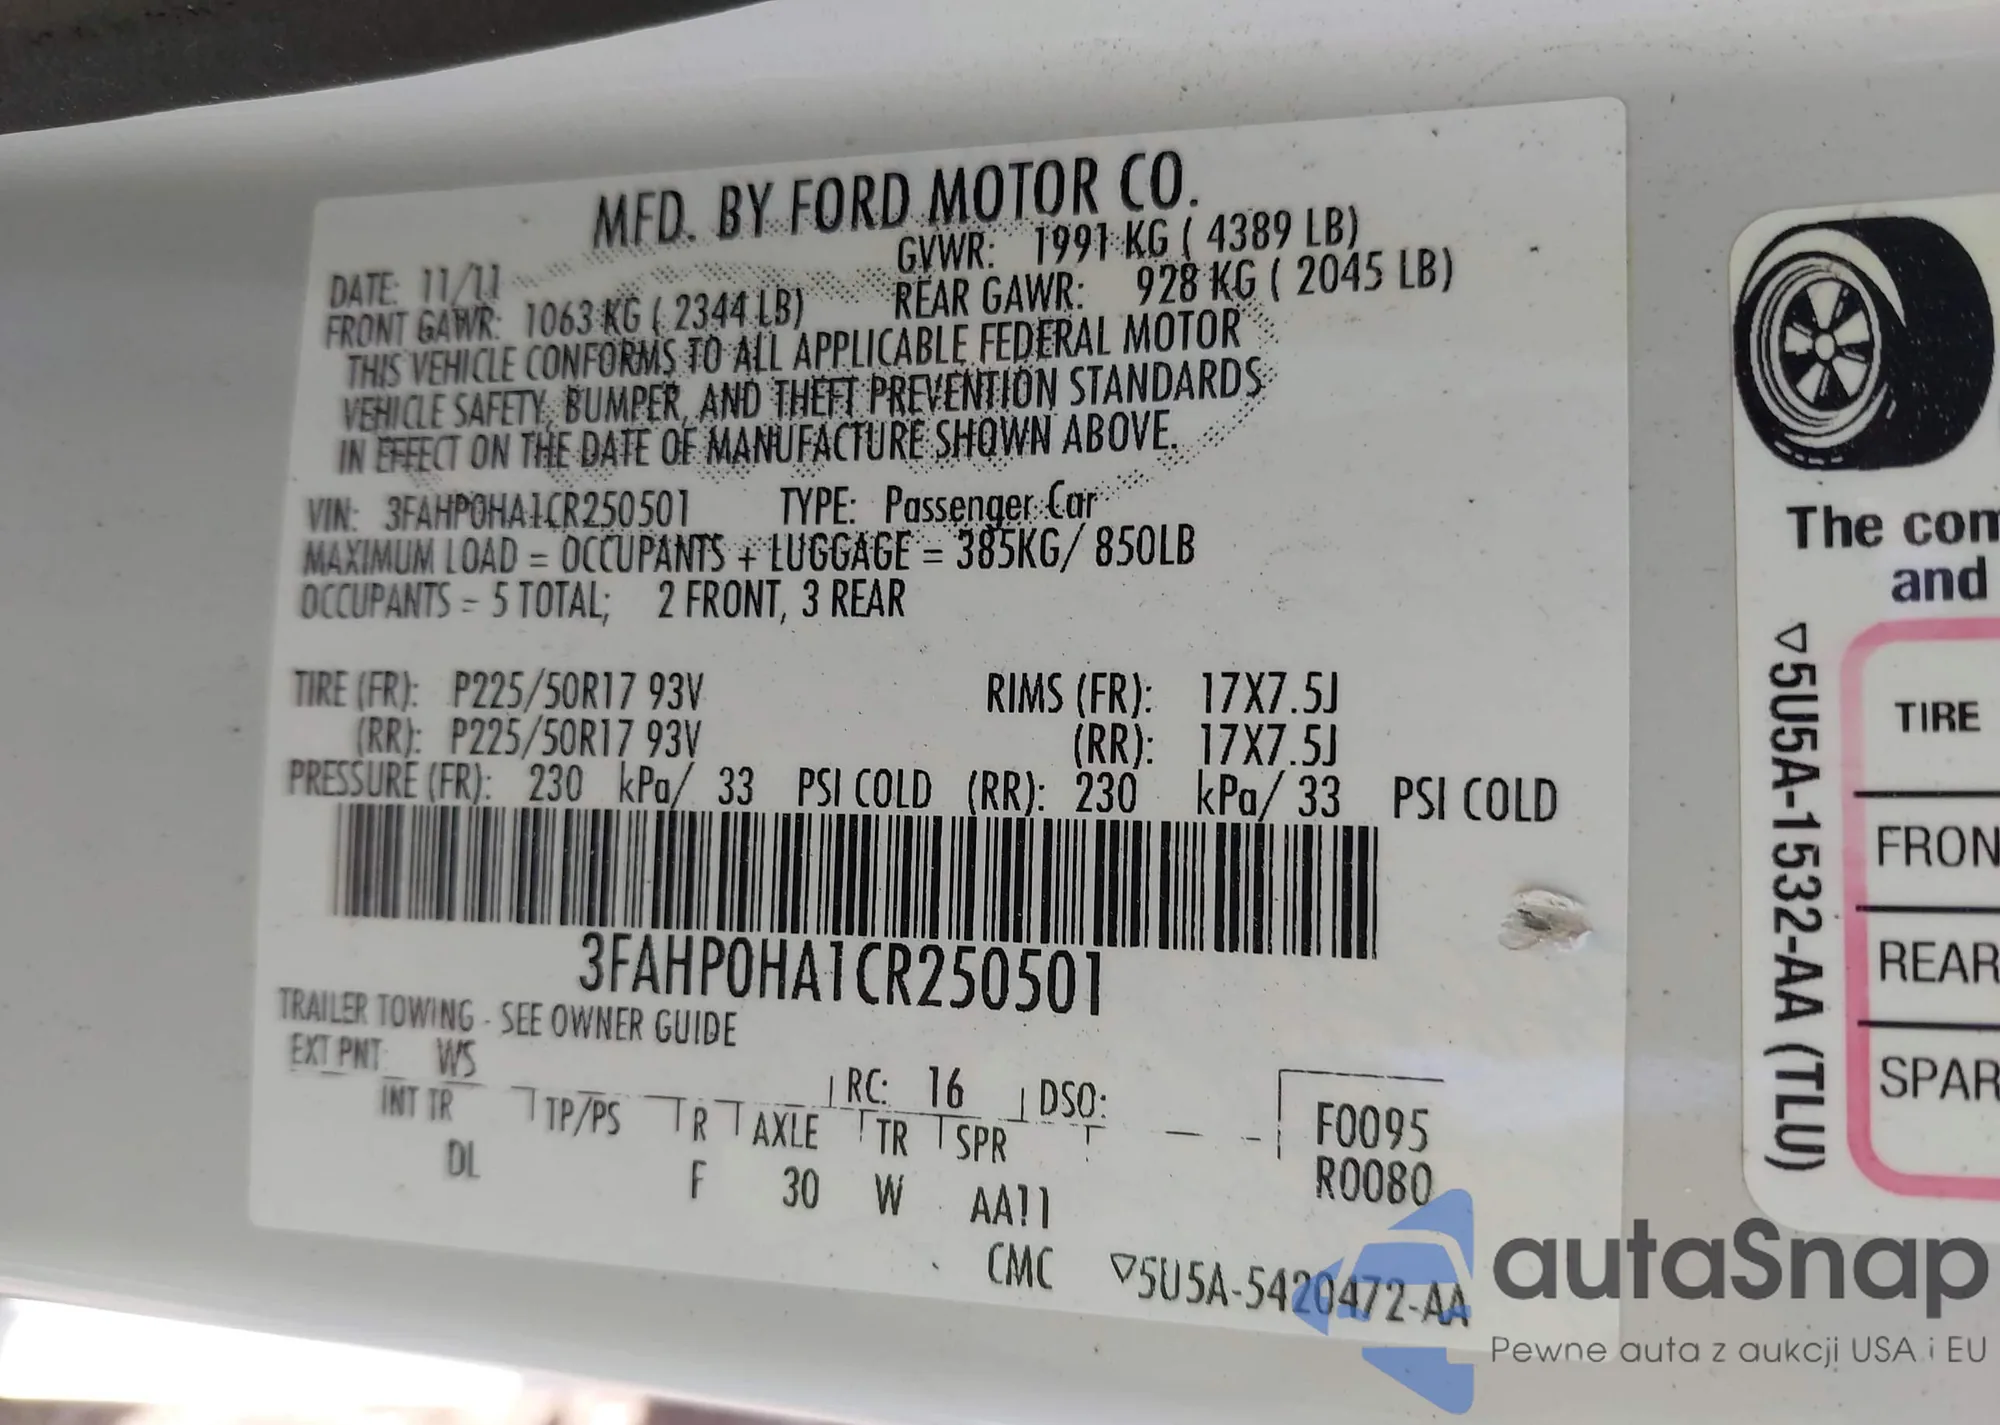 MFD. BY FORD MOTOR CO.
DATE: 11/11
GVWR: 1991 KG ( 4389 LB)
FRONT GAWR: 1063 KG ( 2344 LB)
REAR GAWR: 928 KG ( 2045 LB)
THIS VEHICLE CONFORMS TO ALL APPLICABLE FEDERAL MOTOR
VEHICLE SAFETY, BUMPER, AND THEFT PREVENTION STANDARDS
IN EFFECT ON THE DATE OF MANUFACTURE SHOWN ABOVE.
VIN: 3FAHP0HA1CR250501 TYPE: Passenger Car
MAXIMUM LOAD = OCCUPANTS + LUGGAGE = 385KG/ 850LB
OCCUPANTS = 5 TOTAL; 2 FRONT, 3 REAR
TIRE (FR): P225/50R17 93V RIMS (FR): 17X7.5J
(RR): P225/50R17 93V (RR): 17X7.5J
PRESSURE (FR): 230 kPa/ 33 PSI COLD (RR): 230 kPa/ 33 PSI COLD
3FAHP0HA1CR250501
TRAILER TOWING - SEE OWNER GUIDE
EXT PNT: WS RC: 16 DSO:
INT TR TP/PS R AXLE TR SPR F0095
DL F 30 W AA11 R0080
CMC ▽5U5A-5420472-AA
The com
and
▽5U5A-1532-AA (TLU)
TIRE
FRON
REAR
SPAR
autaSnap
Pewne auta z aukcji USA i EU